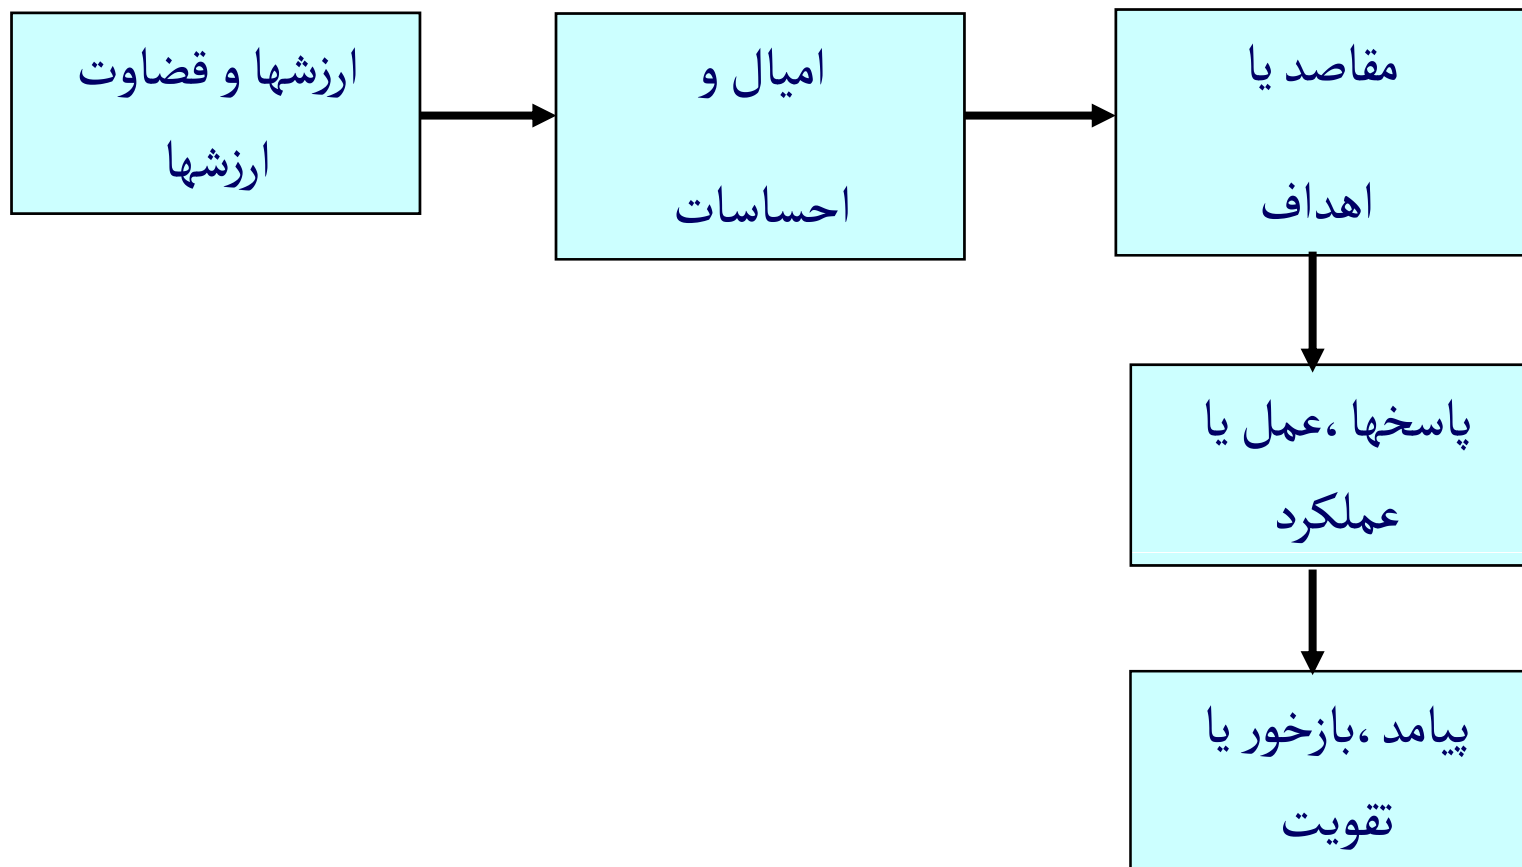 ارزشها و قضاوت
ارزشها
امیال و
احساسات
مقاصد یا
اهداف
پاسخها ،عمل یا
عملکرد
پیامد ،بازخور یا
تقویت